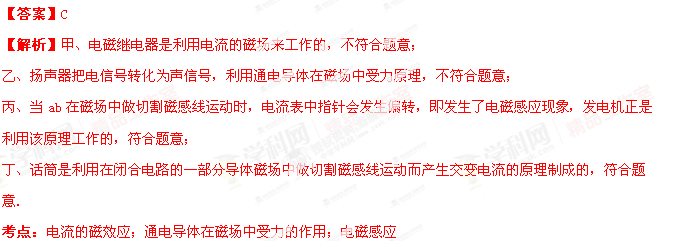 【答案】C
【解析】甲、电磁继电器是利用电流的磁场来工作的，不符合题意；
乙、扬声器把电信号转化为声信号，利用通电导体在磁场中受力原理，不符合题意；
丙、当 ab 在磁场中做切割磁感线运动时，电流表中指针会发生偏转，即发生了电磁感应现象，发电机正是
利用该原理工作的，符合题意；
丁、话筒是利用在闭合电路的一部分导体磁场中做切割磁感线运动而产生交变电流的原理制成的，符合题
意．
考点：电流的磁效应；通电导体在磁场中受力的作用；电磁感应